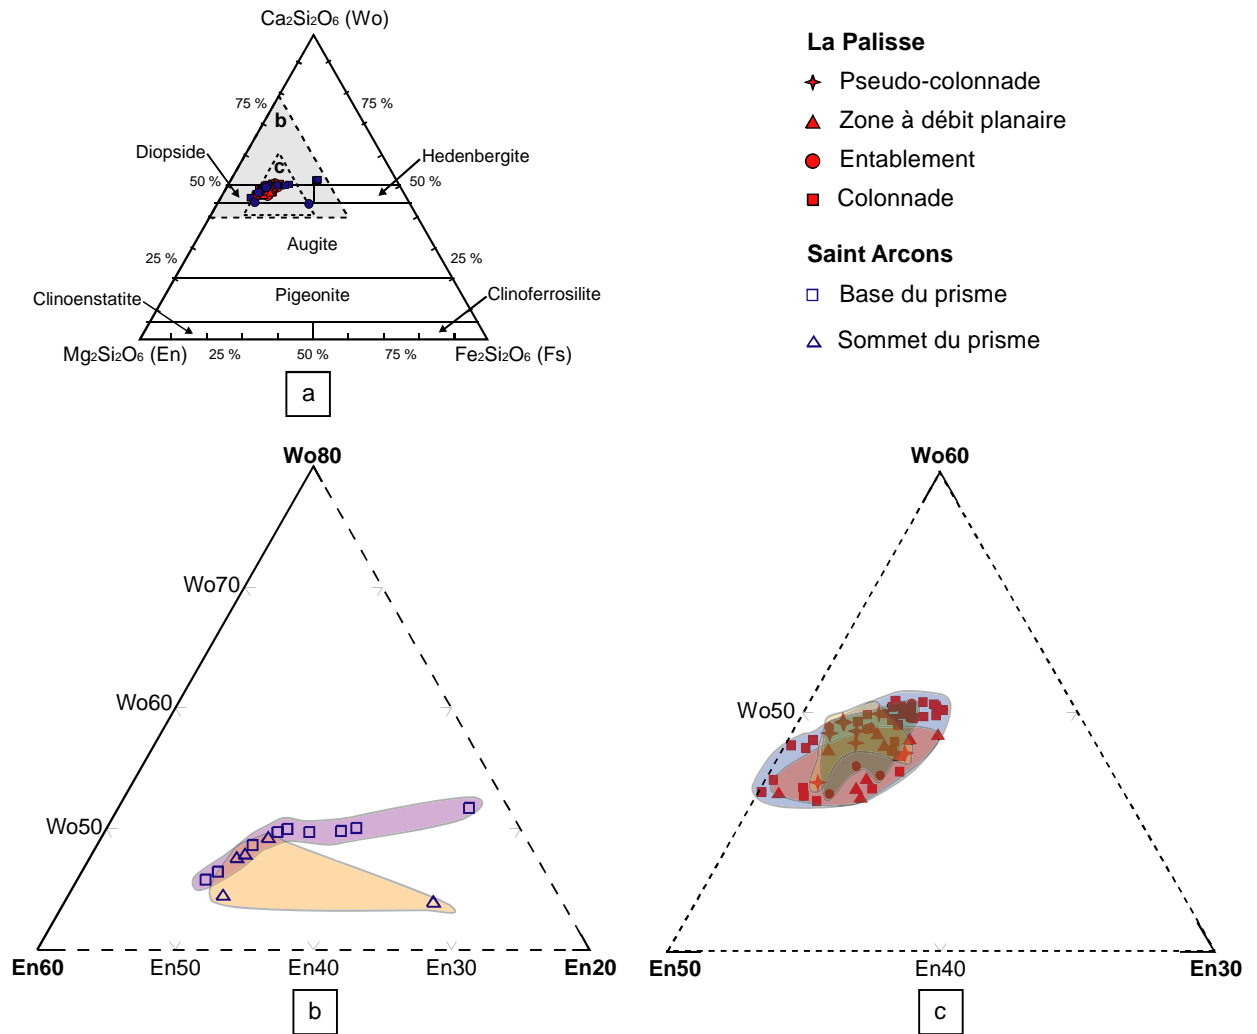 Ca₂Si₂O₆ (Wo)
75 %
75 %
b
Diopside
c
Hedenbergite
50 %
50 %
Augite
25 %
25 %
Clinoenstatite
Pigeonite
Clinoferrosilite
Mg₂Si₂O₆ (En)
25 %
50 %
75 %
Fe₂Si₂O₆ (Fs)
a
La Palisse
Pseudo-colonnade
Zone à débit planaire
Entablement
Colonnade
Saint Arcons
Base du prisme
Sommet du prisme
Wo80
Wo70
Wo60
Wo50
En60
En50
En40
En30
En20
b
Wo60
Wo50
En50
En40
En30
c